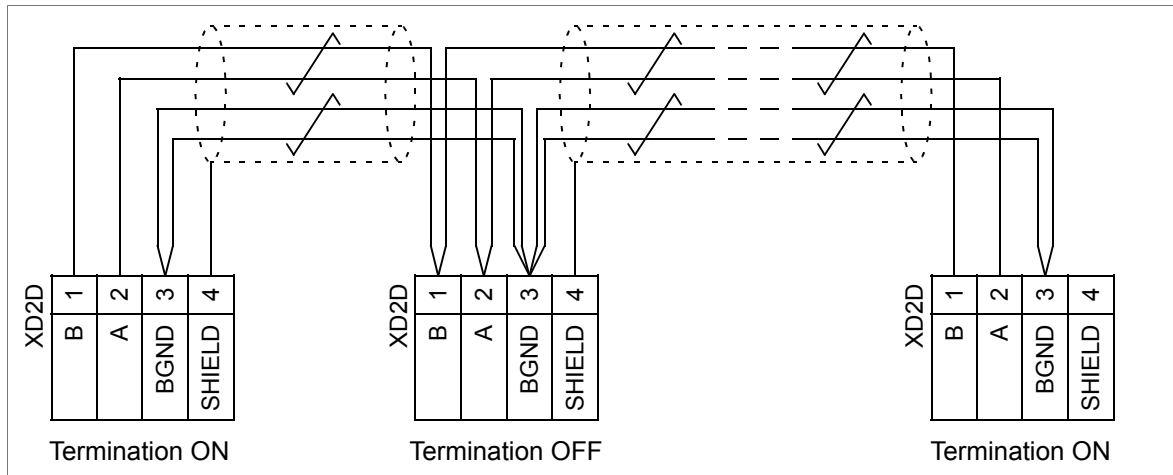 XD2D
1 2 3 4
B A BGND SHIELD
Termination ON
XD2D
1 2 3 4
B A BGND SHIELD
Termination OFF
XD2D
1 2 3 4
B A BGND SHIELD
Termination ON